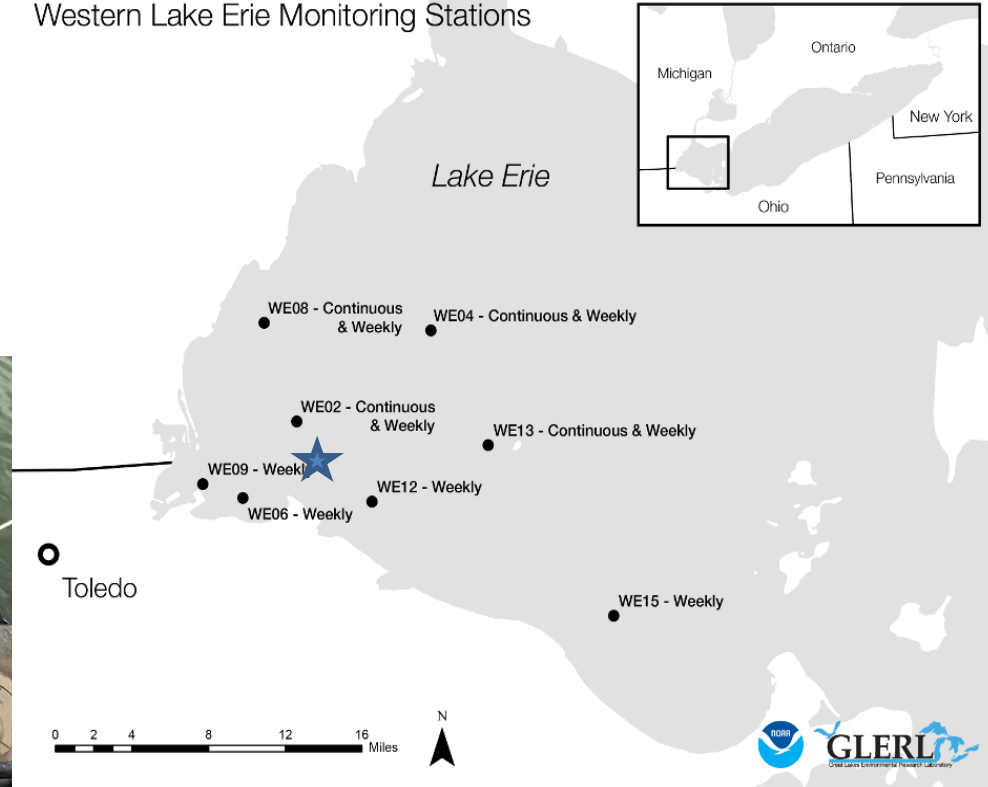 Western Lake Erie Monitoring Stations
Ontario
Michigan
New York
Pennsylvania
Ohio
Lake Erie
WE08 - Continuous
& Weekly
WE04 - Continuous & Weekly
WE02 - Continuous
& Weekly
WE13 - Continuous & Weekly
WE09 - Weekly
WE12 - Weekly
WE06 - Weekly
Toledo
WE15 - Weekly
N
0 2 4 8 12 16
Miles
NOAA
GLERL
Great Lakes Environmental Research Laboratory